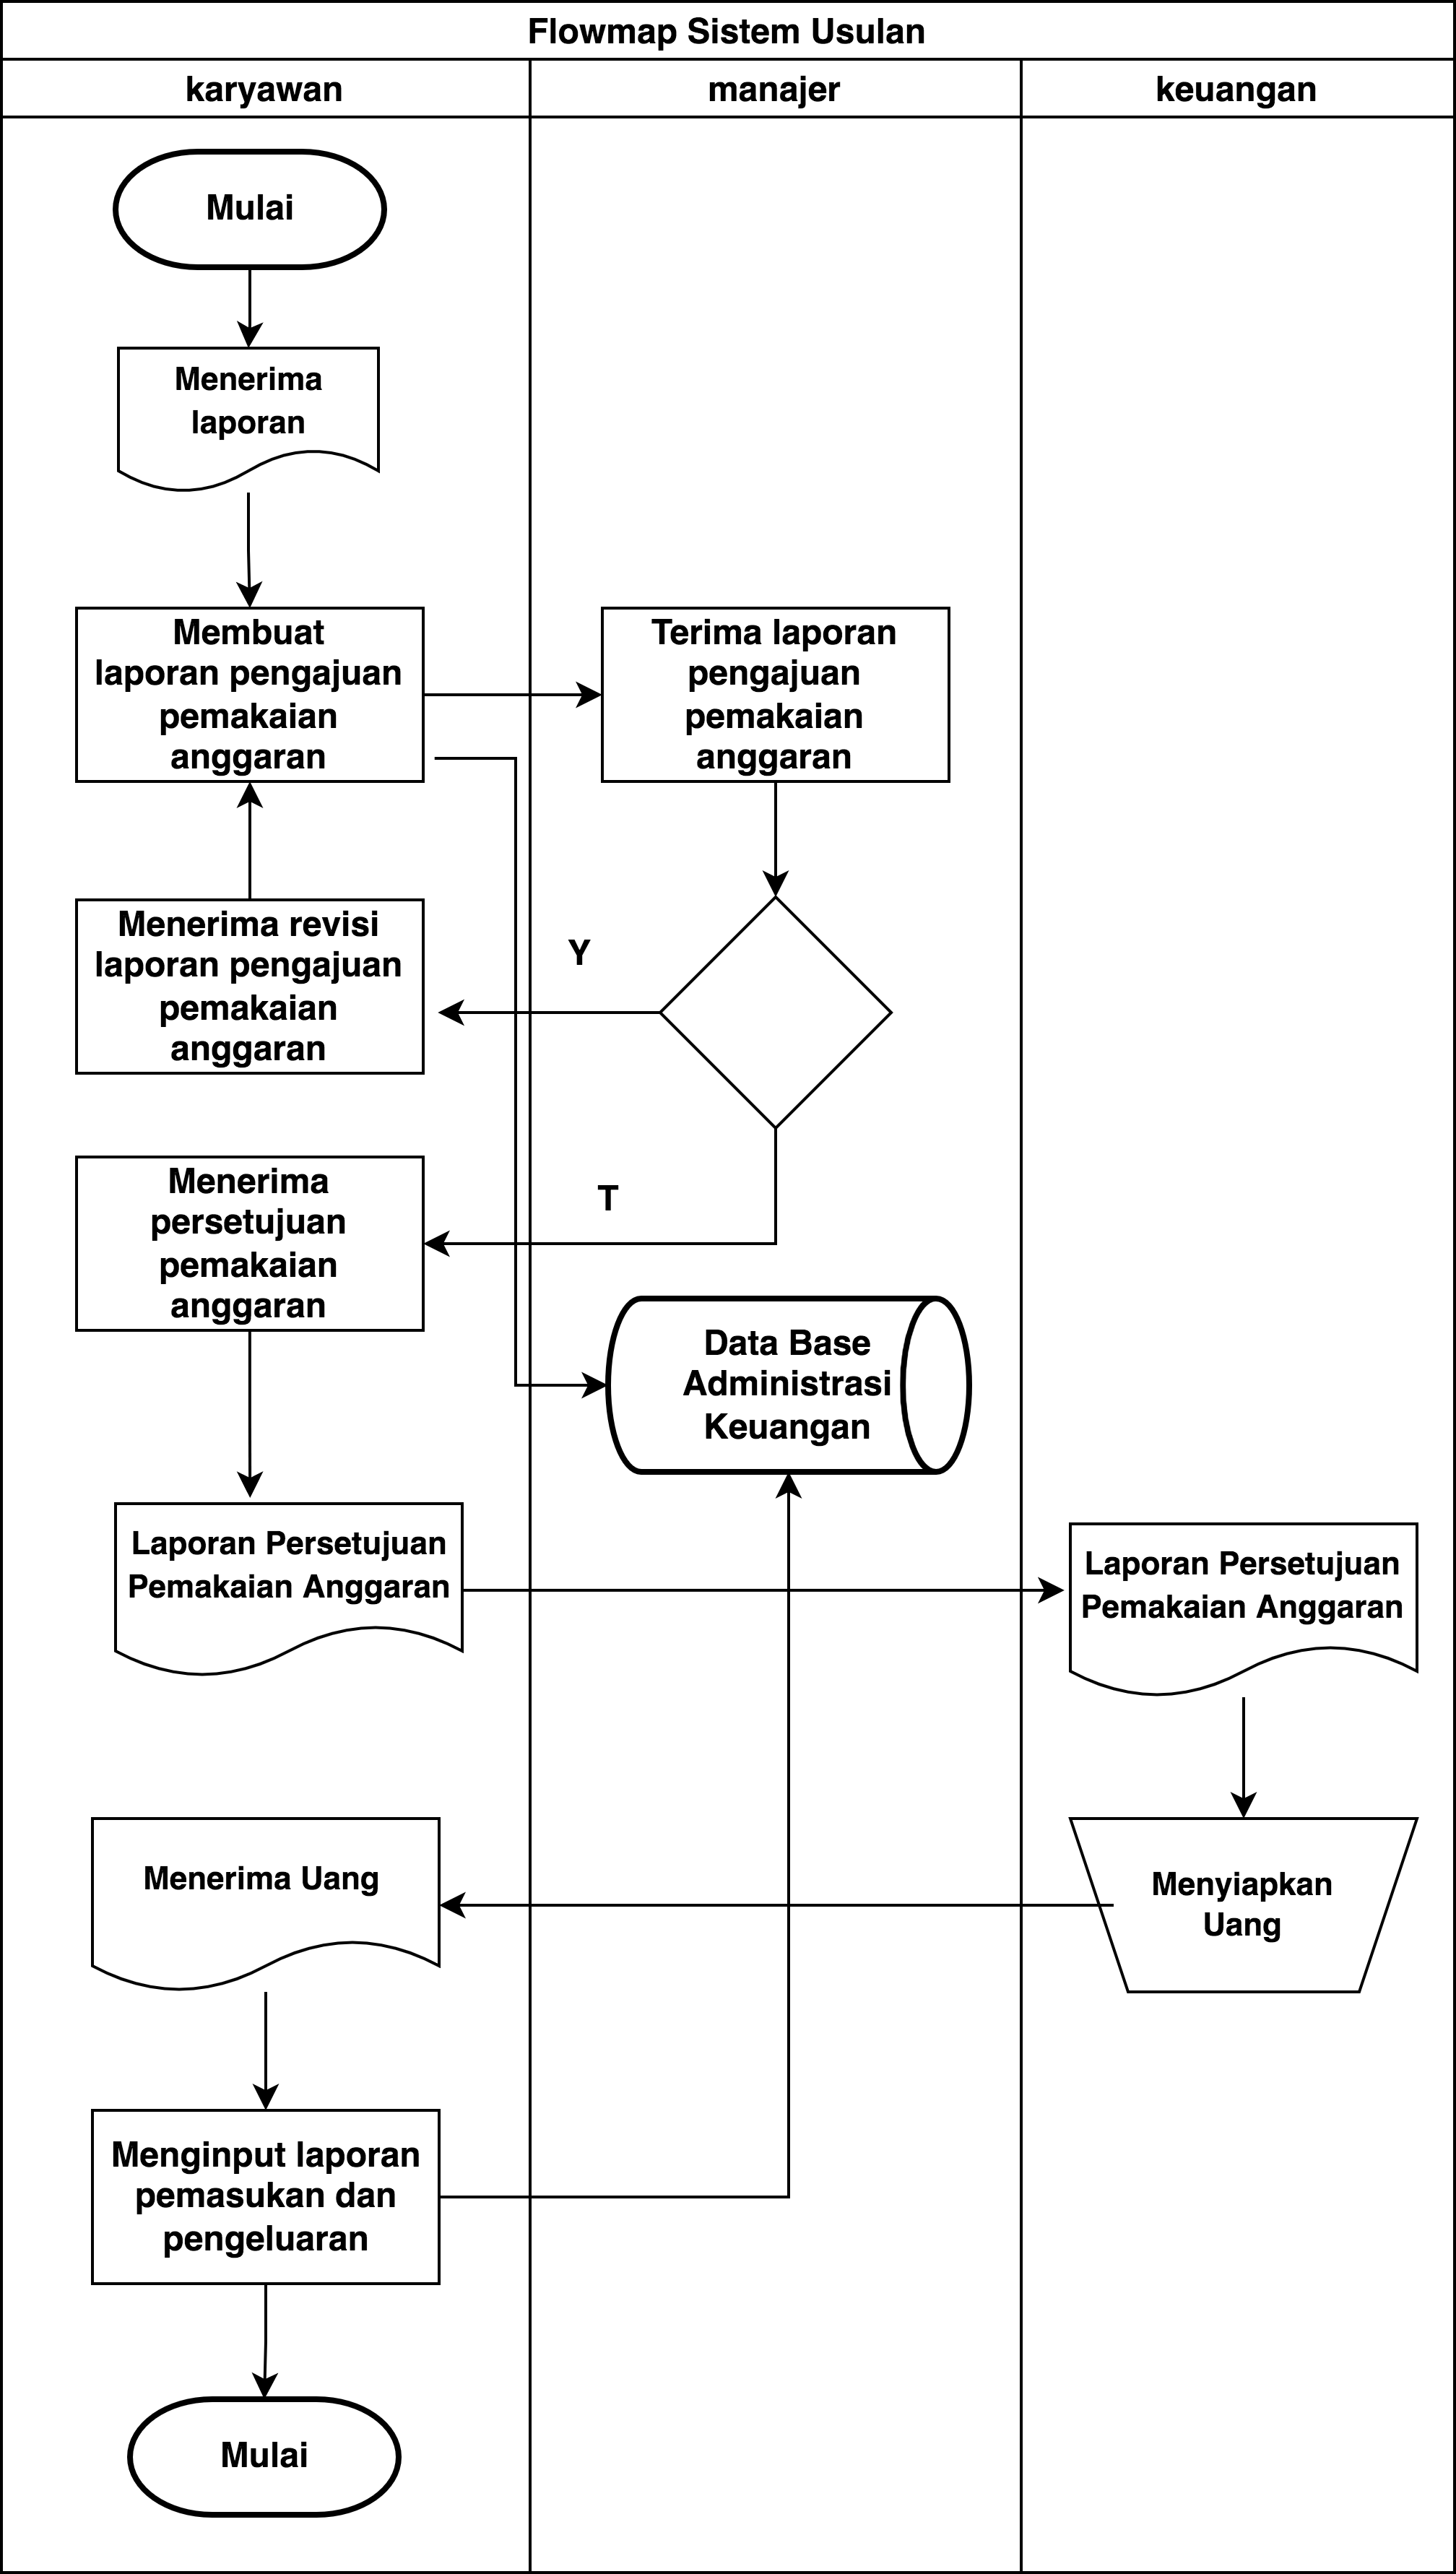 Flowmap Sistem Usulan
karyawan
manajer
keuangan
Mulai
Menerima
laporan
Membuat
laporan pengajuan
pemakaian
anggaran
Terima laporan
pengajuan
pemakaian
anggaran
Menerima revisi
laporan pengajuan
pemakaian
anggaran
Y
Menerima
persetujuan
pemakaian
anggaran
T
Data Base
Administrasi
Keuangan
Laporan Persetujuan
Pemakaian Anggaran
Laporan Persetujuan
Pemakaian Anggaran
Menerima Uang
Menyiapkan
Uang
Menginput laporan
pemasukan dan
pengeluaran
Mulai